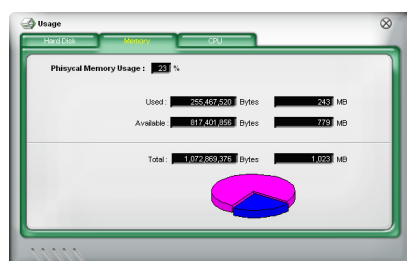 Usage
Hard Disk Memory CPU
Phisycal Memory Usage : 23 %
Used : 255,467,520 Bytes 243 MB
Available : 817,401,856 Bytes 779 MB
Total : 1,072,869,376 Bytes 1,023 MB